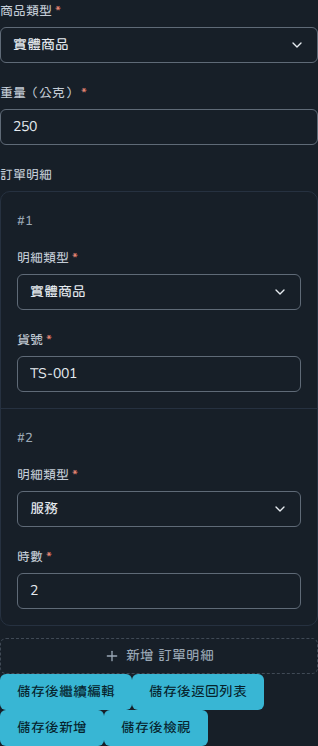 商品類型 *
實體商品
重量（公克） *
250
訂單明細
#1
明細類型 *
實體商品
貨號 *
TS-001
#2
明細類型 *
服務
時數 *
2
+ 新增 訂單明細
儲存後繼續編輯 儲存後返回列表
儲存後新增 儲存後檢視